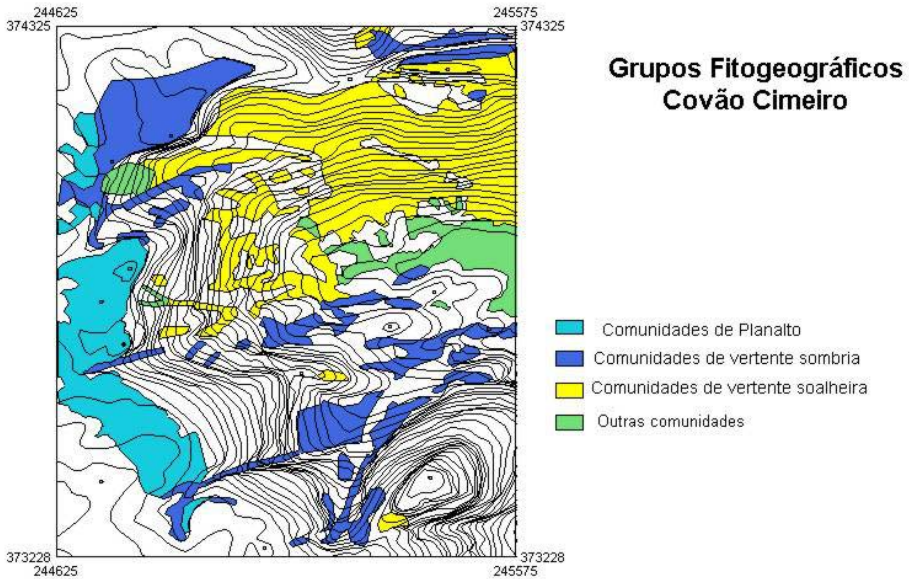 244625
245575
374325
374325
Grupos Fitogeográficos
Covão Cimeiro
Comunidades de Planalto
Comunidades de vertente sombria
Comunidades de vertente soalheira
Outras comunidades
373228
373228
244625
245575